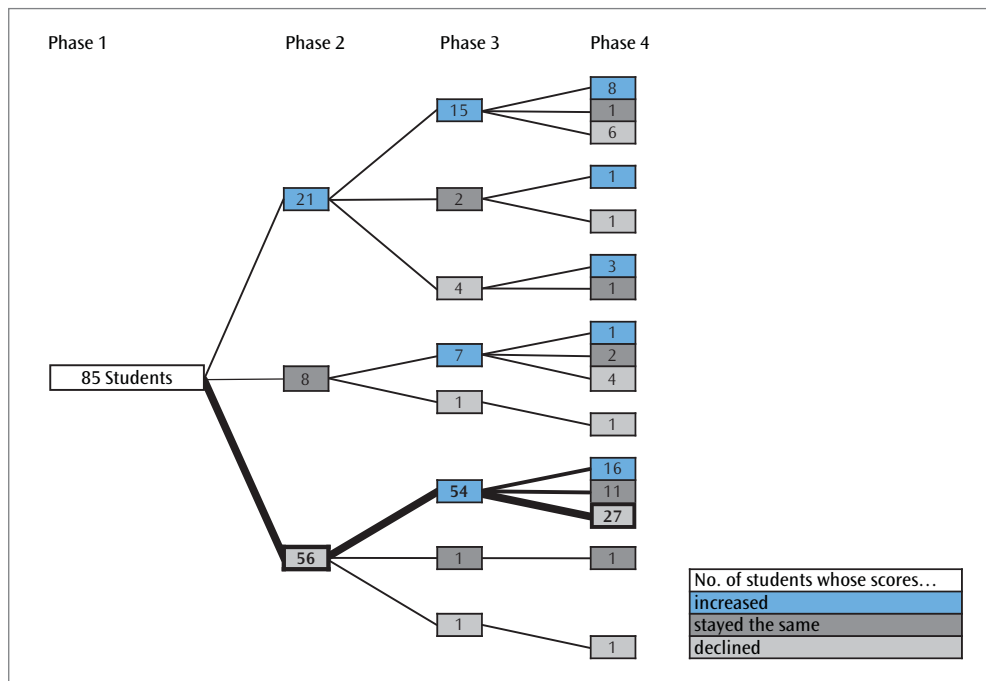 Phase 1 Phase 2 Phase 3 Phase 4
8
15 1
6
1
21 2
1
3
4 1
1
7 2
85 Students 8 4
1 1
16
54 11
27
56 1 1
1
1
No. of students whose scores…
increased
stayed the same
declined